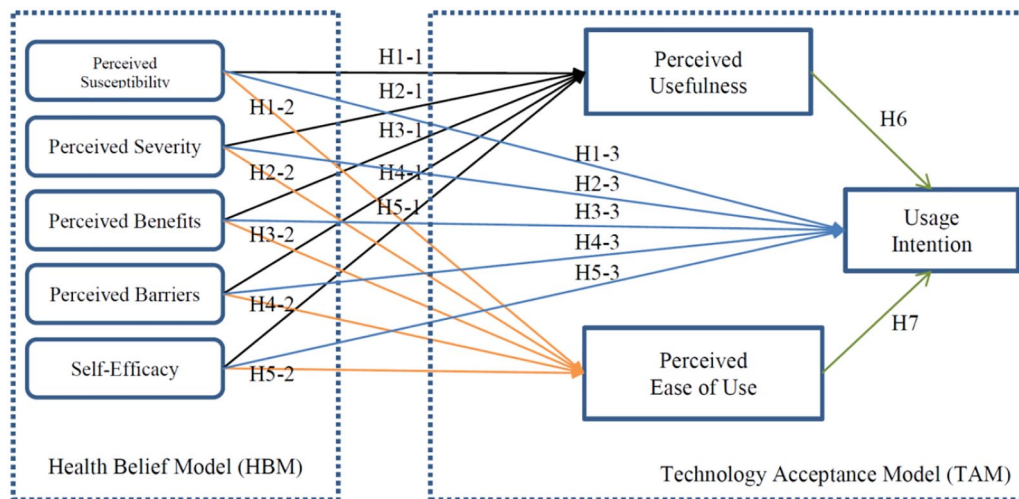 Perceived
Susceptibility
Perceived Severity
Perceived Benefits
Perceived Barriers
Self-Efficacy
Health Belief Model (HBM)
H1-1
H2-1
H3-1
H4-1
H5-1
H1-2
H2-2
H3-2
H4-2
H5-2
Perceived
Usefulness
H1-3
H2-3
H3-3
H4-3
H5-3
Perceived
Ease of Use
H6
Usage
Intention
H7
Technology Acceptance Model (TAM)